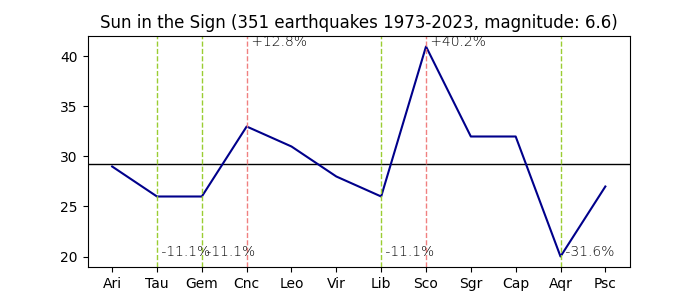 Sun in the Sign (351 earthquakes 1973-2023, magnitude: 6.6)
+12.8% +40.2%
40
35
30
25
-11.1% -11.1% -11.1% -31.6%
20
Ari Tau Gem Cnc Leo Vir Lib Sco Sgr Cap Aqr Psc